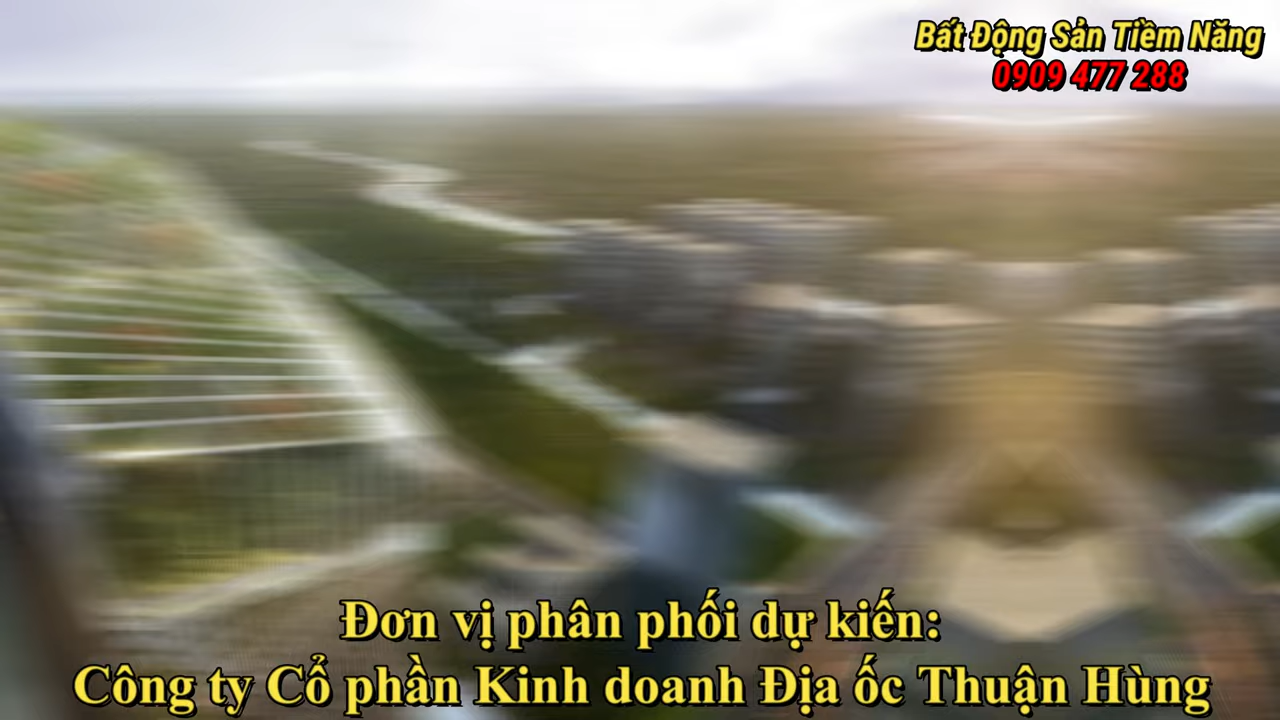 Bất Động Sản Tiềm Năng
0909 477 288
Đơn vị phân phối dự kiến:
Công ty Cổ phần Kinh doanh Địa ốc Thuận Hùng